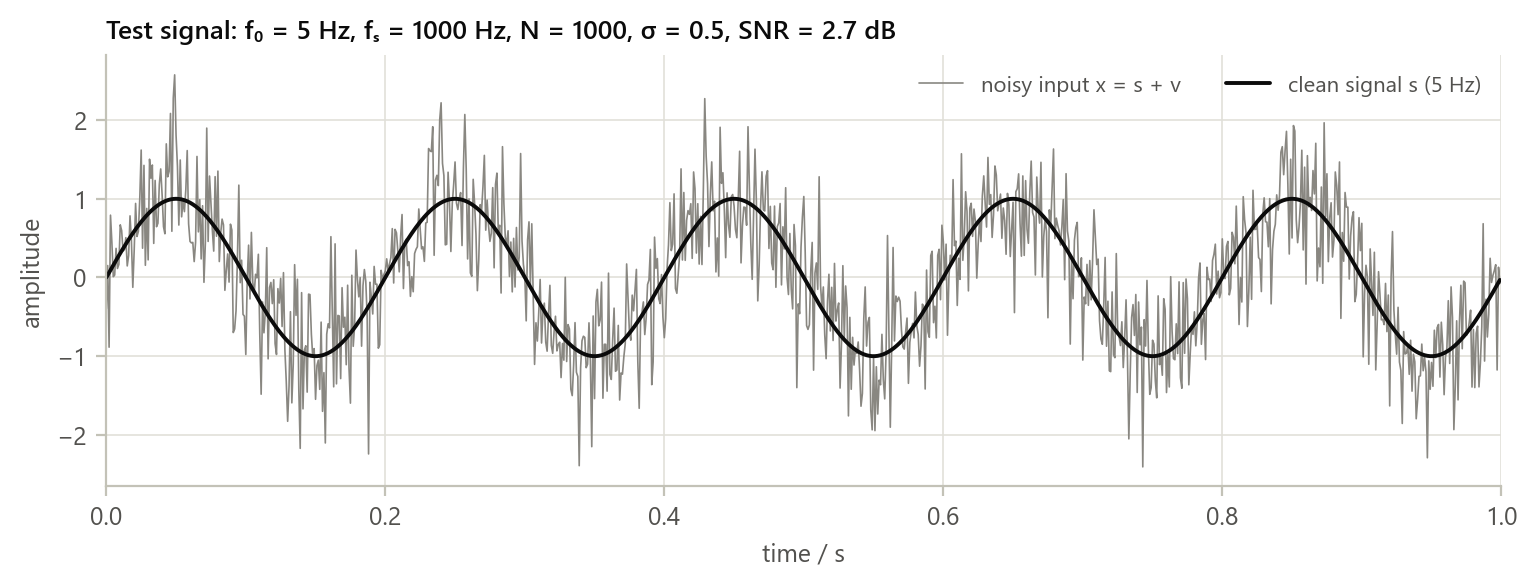 Test signal: f₀ = 5 Hz, fₛ = 1000 Hz, N = 1000, σ = 0.5, SNR = 2.7 dB
noisy input x = s + v
clean signal s (5 Hz)
amplitude
2
1
0
−1
−2
0.0
0.2
0.4
0.6
0.8
1.0
time / s